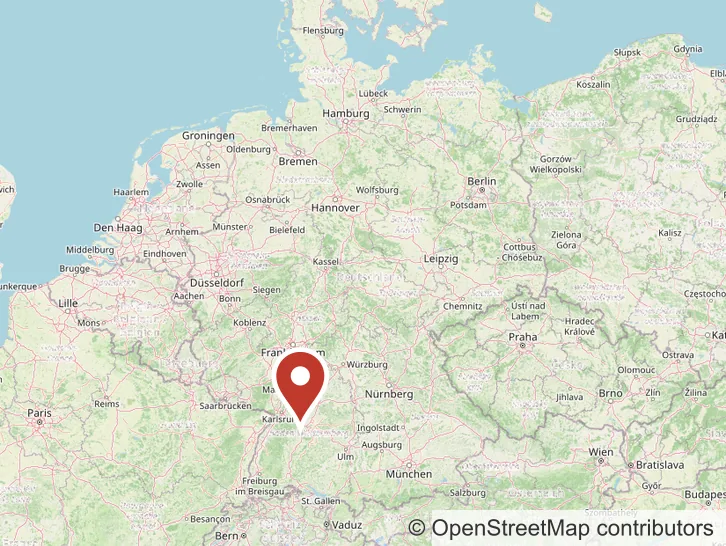 Flensburg
Gdynia
Słupsk
Koszalin
Lübeck
Schwerin
Hamburg
Grudziądz
Bremerhaven
Groningen
Oldenburg
Assen
Bremen
Gorzów
Wielkopolski
Zwolle
Berlin
Wolfsburg
Haarlem
Osnabrück
Potsdam
Hannover
Den Haag
Münster
Bielefeld
Arnhem
Zielona
Góra
Kalisz
Middelburg
Eindhoven
Cottbus
Chóśebuz
Brugge
Kassel
Leipzig
Düsseldorf
Siegen
Aachen
Bonn
Lille
Chemnitz
Ústí nad
Labem
Mons
Koblenz
Hradec
Králové
Praha
Ostrava
Würzburg
Olomouc
Reims
Nürnberg
Zlín
Žilina
Brno
Jihlava
Saarbrücken
Paris
Ingolstadt
Augsburg
Ulm
Wien
Bratislava
München
Freiburg
im Breisgau
Győr
Salzburg
St. Gallen
Besançon
Szombathely
Vaduz
Bern
© OpenStreetMap contributors